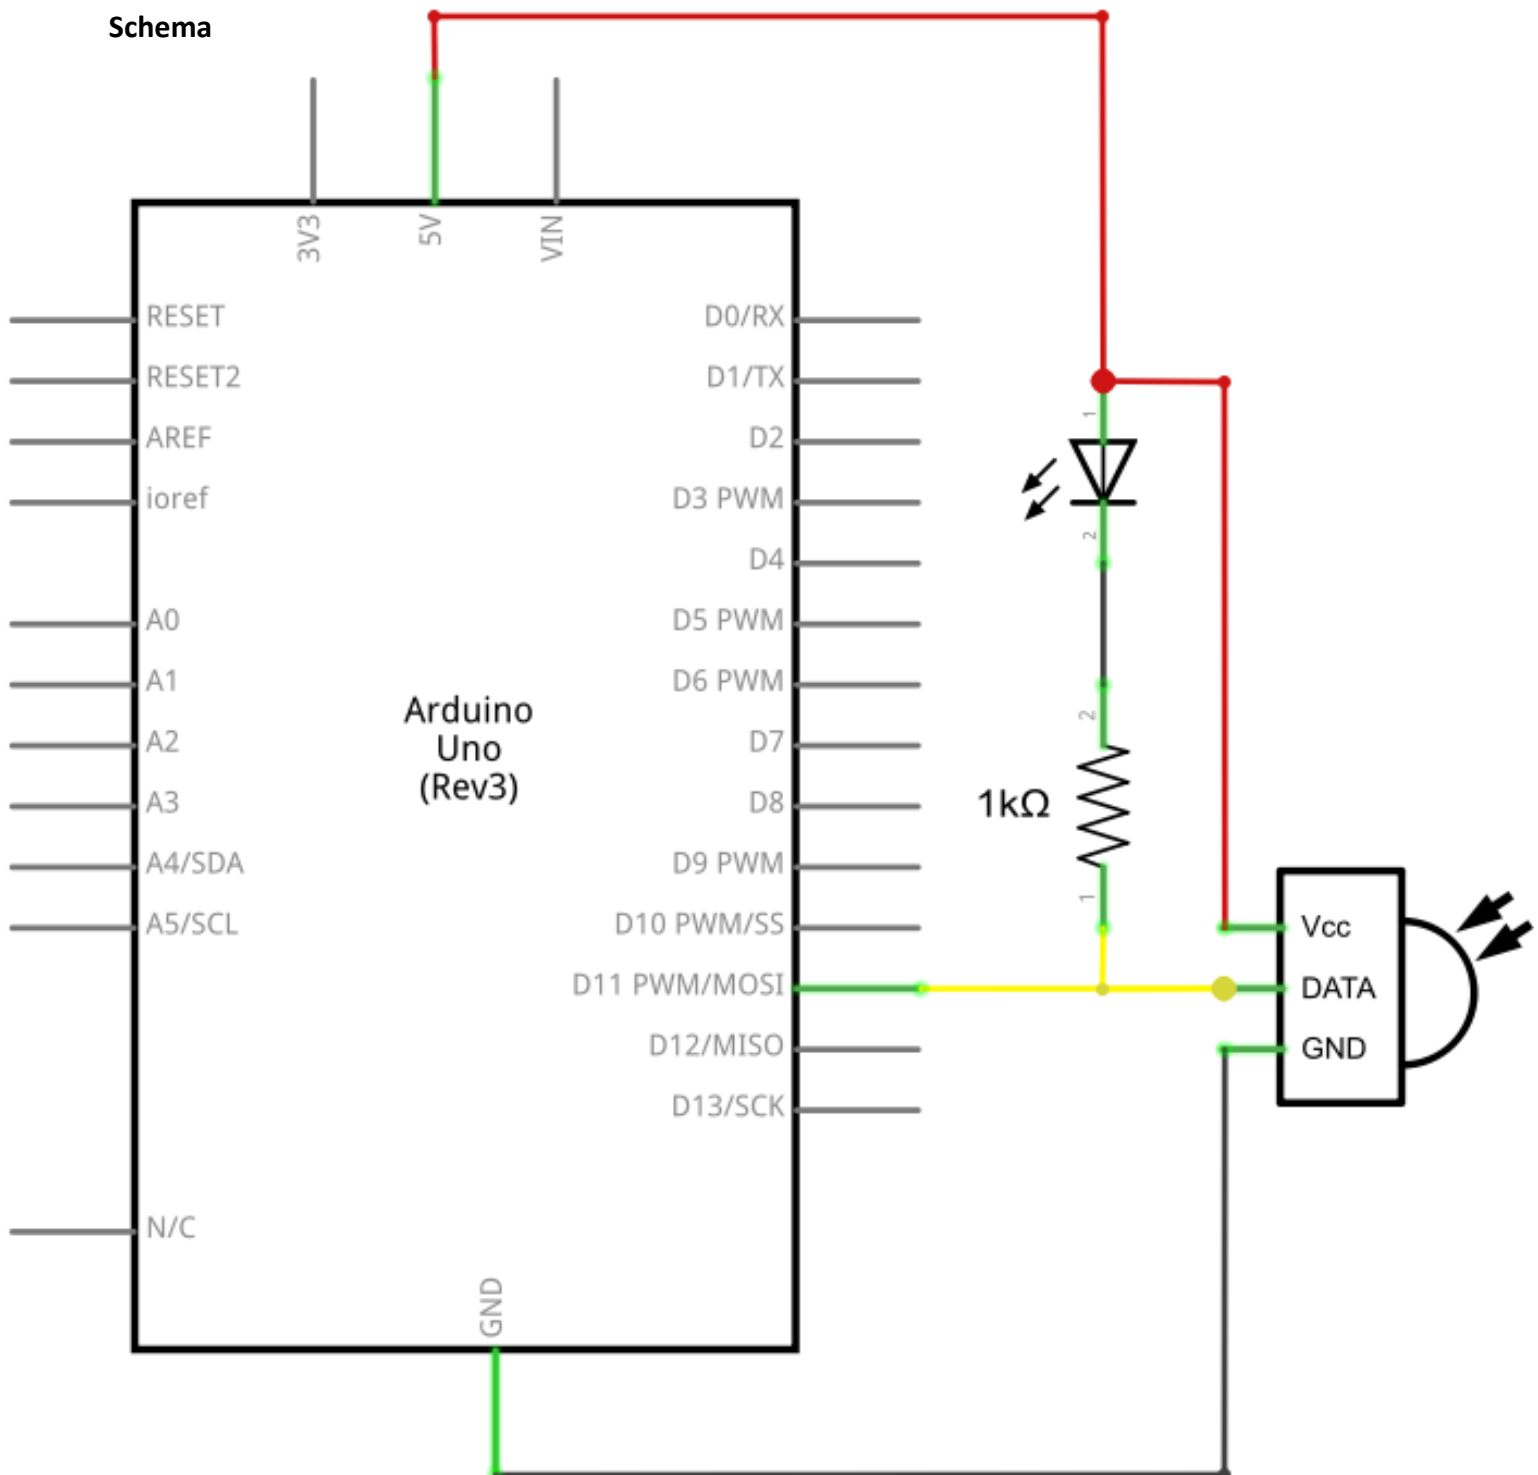 Schema
3V3
5V
VIN
RESET
D0/RX
RESET2
D1/TX
AREF
D2
ioref
D3 PWM
D4
A0
D5 PWM
A1
D6 PWM
A2
D7
A3
D8
A4/SDA
D9 PWM
A5/SCL
D10 PWM/SS
D11 PWM/MOSI
D12/MISO
D13/SCK
N/C
GND
Arduino
Uno
(Rev3)
1
2
2
1kΩ
1
Vcc
DATA
GND